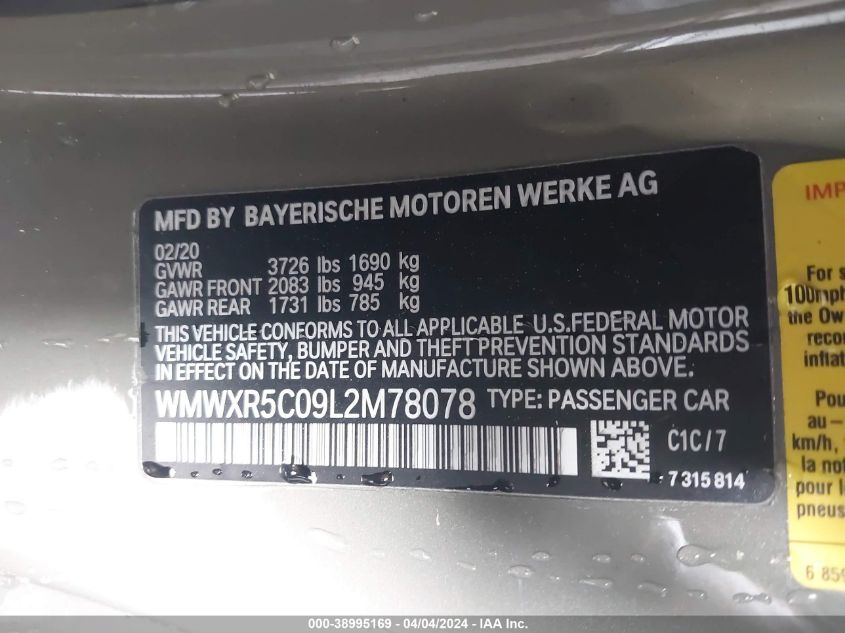 MFD BY BAYERISCHE MOTOREN WERKE AG
02/20
GVWR 3726 lbs 1690 kg
GAWR FRONT 2083 lbs 945 kg
GAWR REAR 1731 lbs 785 kg
THIS VEHICLE CONFORMS TO ALL APPLICABLE U.S.FEDERAL MOTOR
VEHICLE SAFETY, BUMPER AND THEFT PREVENTION STANDARDS
IN EFFECT ON THE DATE OF MANUFACTURE SHOWN ABOVE.
WMWXR5C09L2M78078 TYPE: PASSENGER CAR
C1C/7
7 315 814
IMP
For s
100mph
the Ow
recor
inflat
Pou
au –
km/h,
la not
pour l
pneus
6 859
000-38995169 - 04/04/2024 - IAA Inc.